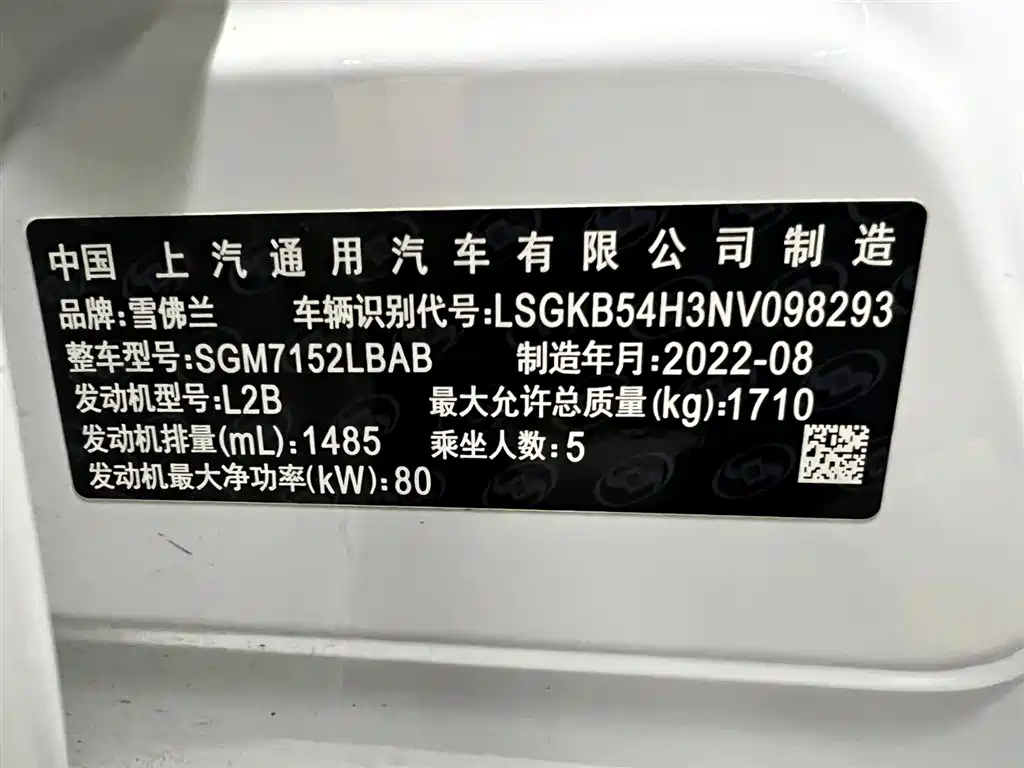 中国 上汽通用汽车有限公司制造
品牌:雪佛兰 车辆识别代号:LSGKB54H3NV098293
整车型号:SGM7152LBAB 制造年月:2022-08
发动机型号:L2B 最大允许总质量(kg):1710
发动机排量(mL):1485 乘坐人数:5
发动机最大净功率(kW):80